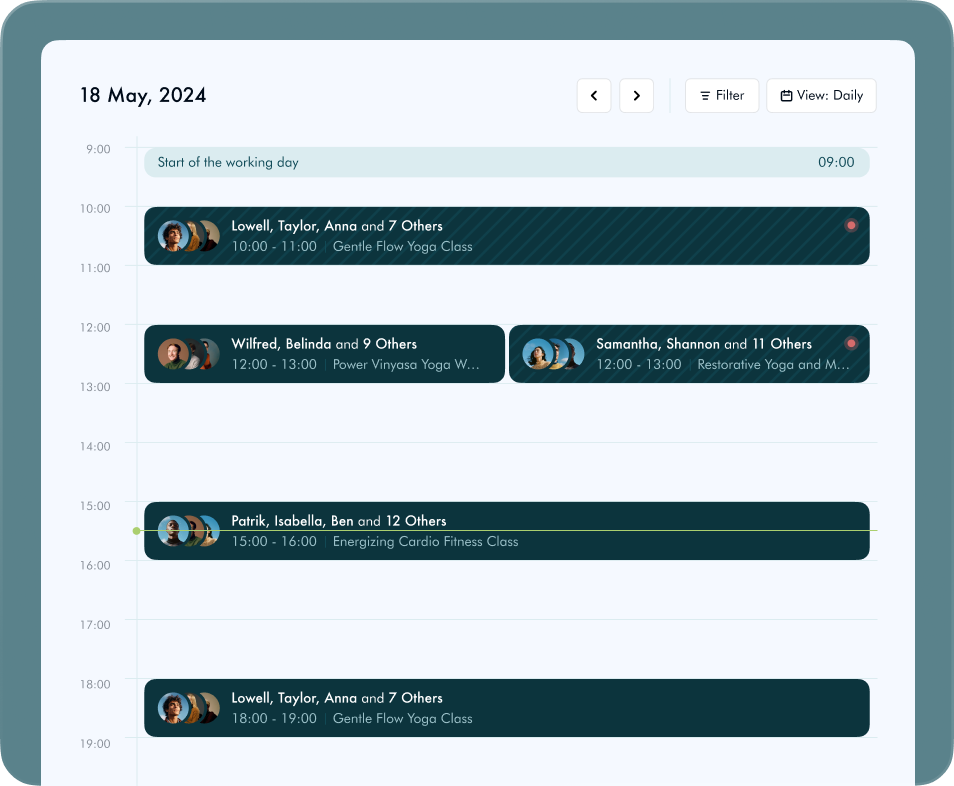 18 May, 2024
Filter
View: Daily
9:00
Start of the working day
09:00
10:00
Lowell, Taylor, Anna and 7 Others
10:00 - 11:00 Gentle Flow Yoga Class
11:00
12:00
Wilfred, Belinda and 9 Others
12:00 - 13:00 Power Vinyasa Yoga W...
Samantha, Shannon and 11 Others
12:00 - 13:00 Restorative Yoga and M...
13:00
14:00
15:00
Patrik, Isabella, Ben and 12 Others
15:00 - 16:00 Energizing Cardio Fitness Class
16:00
17:00
18:00
Lowell, Taylor, Anna and 7 Others
18:00 - 19:00 Gentle Flow Yoga Class
19:00